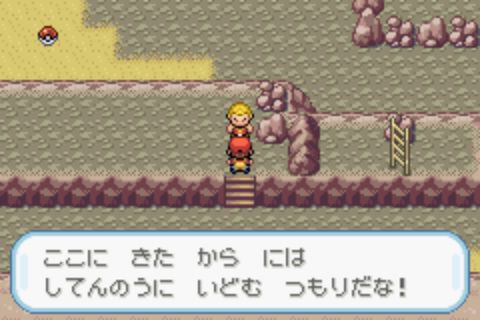 ここに　きた　から　には
してんのうに　いどむ　つもりだな！